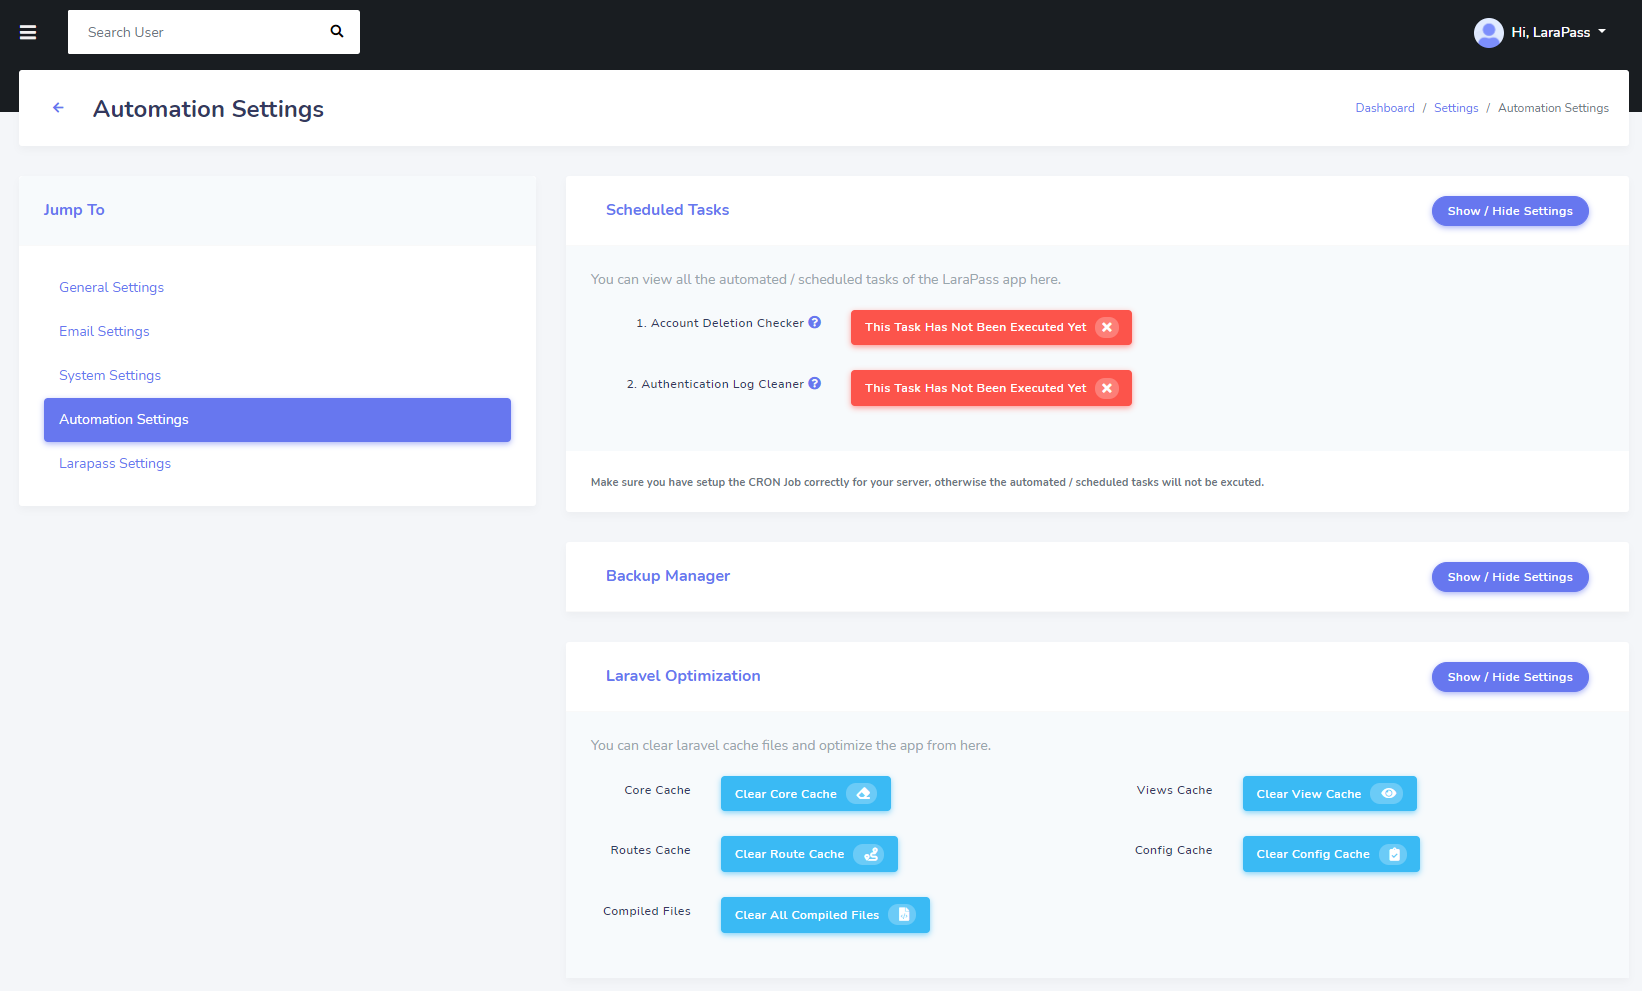 Search User
Hi, LaraPass
Automation Settings
Dashboard / Settings / Automation Settings
Jump To
General Settings
Email Settings
System Settings
Automation Settings
Larapass Settings
Scheduled Tasks
Show / Hide Settings
You can view all the automated / scheduled tasks of the LaraPass app here.
1. Account Deletion Checker ?
This Task Has Not Been Executed Yet
2. Authentication Log Cleaner ?
This Task Has Not Been Executed Yet
Make sure you have setup the CRON Job correctly for your server, otherwise the automated / scheduled tasks will not be excuted.
Backup Manager
Show / Hide Settings
Laravel Optimization
Show / Hide Settings
You can clear laravel cache files and optimize the app from here.
Core Cache
Clear Core Cache
Views Cache
Clear View Cache
Routes Cache
Clear Route Cache
Config Cache
Clear Config Cache
Compiled Files
Clear All Compiled Files